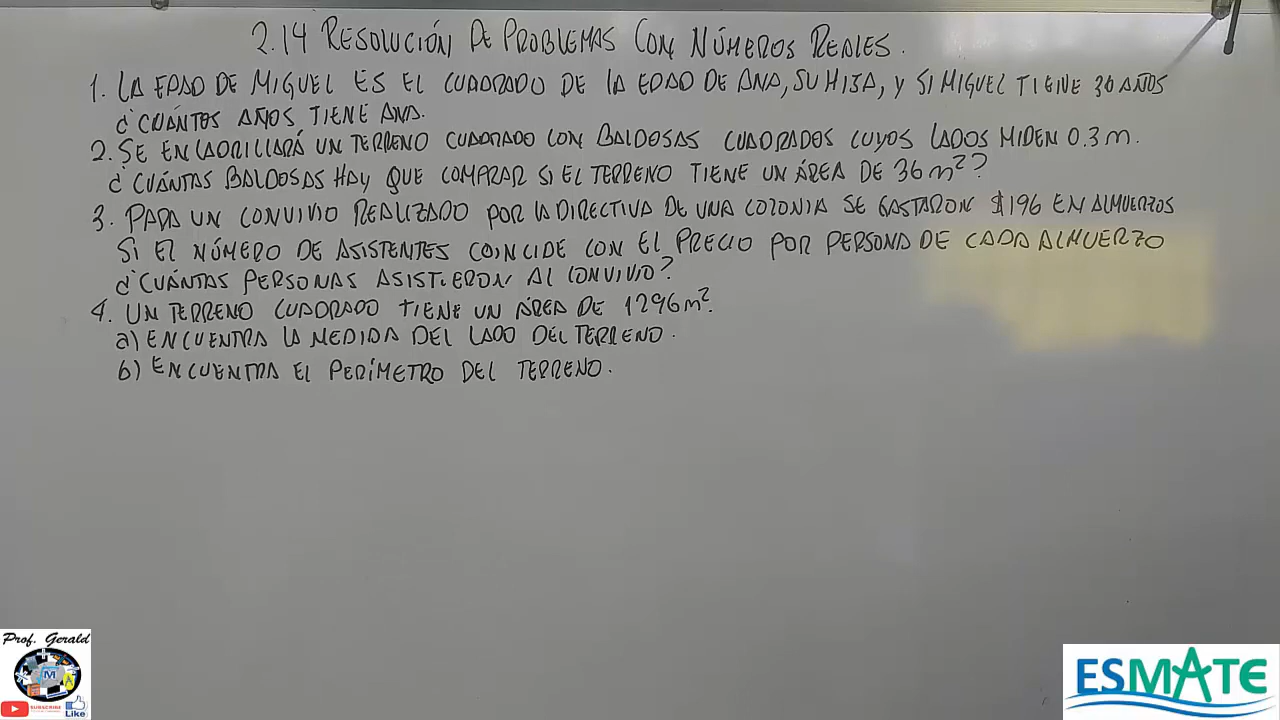 2.14 RESOLUCIÓN DE PROBLEMAS CON NÚMEROS REALES.
1. LA EDAD DE MIGUEL ES EL CUADRADO DE LA EDAD DE ANA, SU HIJA, Y SI MIGUEL TIENE 36 AÑOS
¿CUÁNTOS AÑOS TIENE ANA.
2. SE ENLADRILLARÁ UN TERRENO CUADRADO CON BALDOSAS CUADRADOS CUYOS LADOS MIDEN 0.3 m.
¿CUÁNTAS BALDOSAS HAY QUE COMPRAR SI EL TERRENO TIENE UN ÁREA DE 36 m²?
3. PARA UN CONVIVIO REALIZADO POR LA DIRECTIVA DE UNA COLONIA SE GASTARON $196 EN ALMUERZOS
SI EL NÚMERO DE ASISTENTES COINCIDE CON EL PRECIO POR PERSONA DE CADA ALMUERZO
¿CUÁNTAS PERSONAS ASISTIERON AL CONVIVIO?
4. UN TERRENO CUADRADO TIENE UN ÁREA DE 1296 m².
a) ENCUENTRA LA MEDIDA DEL LADO DEL TERRENO.
b) ENCUENTRA EL PERÍMETRO DEL TERRENO.
Prof. Gerald
M
SUBSCRIBE
Like
ESMATE